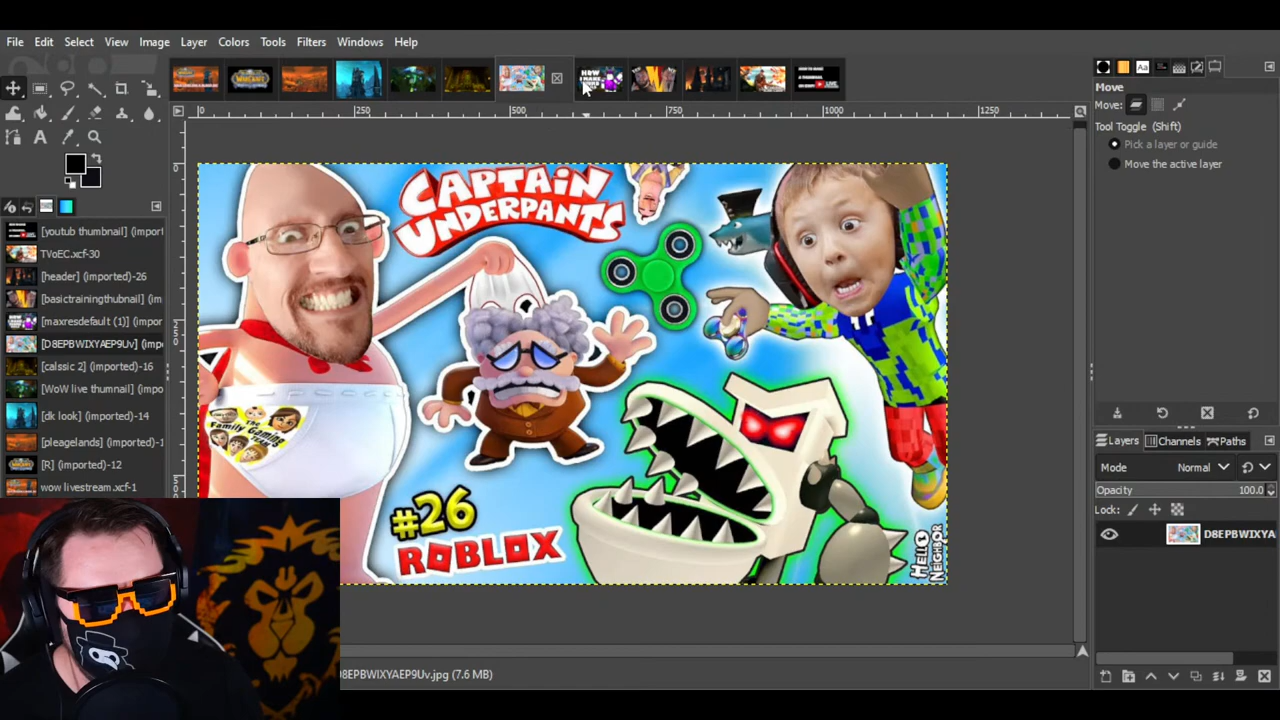 File Edit Select View Image Layer Colors Tools Filters Windows Help
0 250 500 750 1000 1250
Move
Move:
Tool Toggle (Shift)
Pick a layer or guide
Move the active layer
[youtub thumbnail] (import
TVoEC.xcf-30
[header] (imported)-26
[basictrainingthubnail] (im
[maxresdefault (1)] (impor
[D8EPBWIXYAEP9Uv] (imp
[calssic 2] (imported)-16
[WoW live thumnail] (impo
[dk look] (imported)-14
[pleagelands] (imported)-1
[R] (imported)-12
wow livestream.xcf-1
CAPTAIN
UNDERPANTS
THE
Family Gaming
TEAM
#26
ROBLOX
HELLO
NEIGHBOR
Layers Channels Paths
Mode Normal
Opacity 100.0
Lock:
D8EPBWIXYA
D8EPBWIXYAEP9Uv.jpg (7.6 MB)